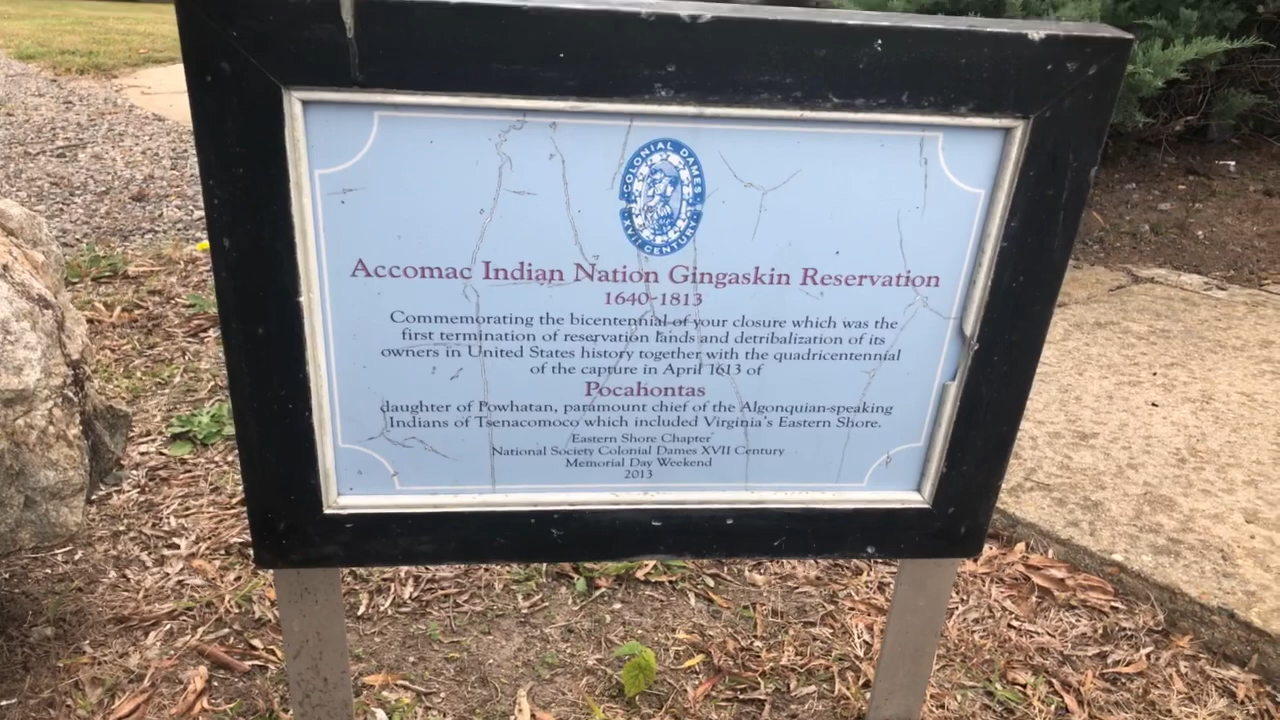 COLONIAL DAMES
XVII CENTURY
Accomac Indian Nation Gingaskin Reservation
1640-1813
Commemorating the bicentennial of your closure which was the
first termination of reservation lands and detribalization of its
owners in United States history together with the quadricentennial
of the capture in April 1613 of
Pocahontas
daughter of Powhatan, paramount chief of the Algonquian-speaking
Indians of Tsenacomoco which included Virginia's Eastern Shore.
Eastern Shore Chapter
National Society Colonial Dames XVII Century
Memorial Day Weekend
2013